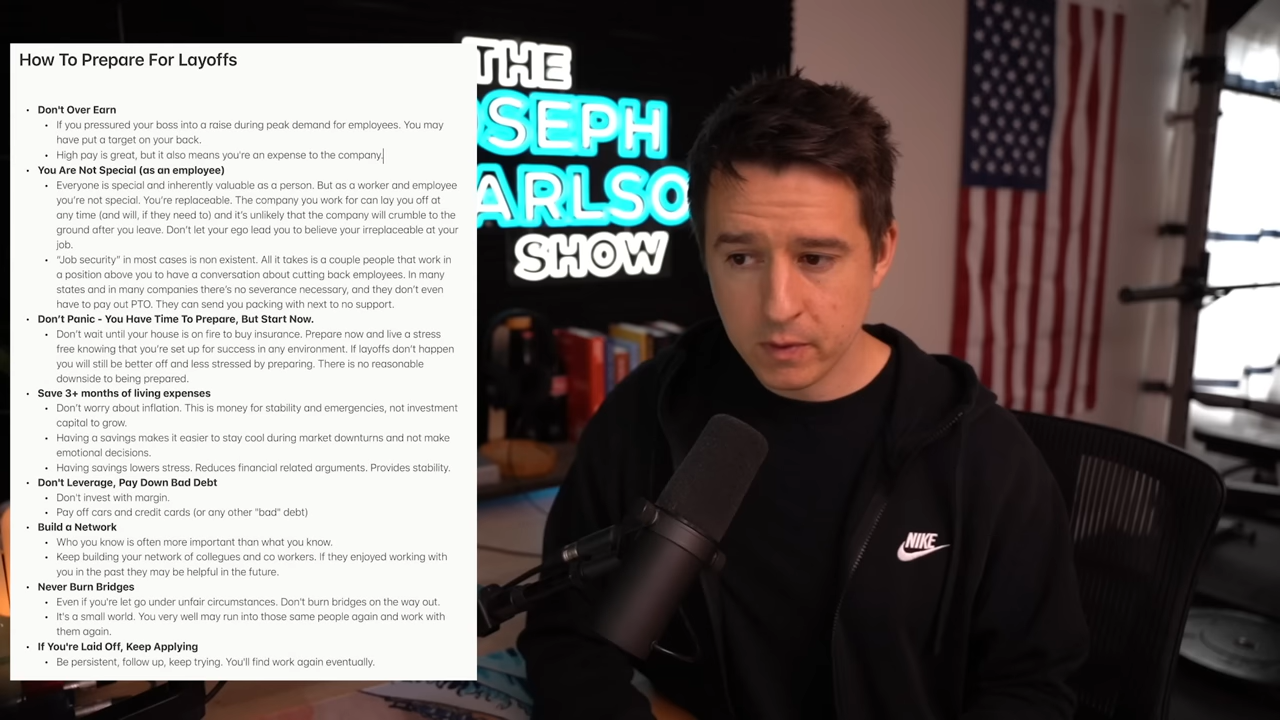 How To Prepare For Layoffs
• Don't Over Earn
• If you pressured your boss into a raise during peak demand for employees. You may
have put a target on your back.
• High pay is great, but it also means you're an expense to the company.
• You Are Not Special (as an employee)
• Everyone is special and inherently valuable as a person. But as a worker and employee
you're not special. You're replaceable. The company you work for can lay you off at
any time (and will, if they need to) and it's unlikely that the company will crumble to the
ground after you leave. Don't let your ego lead you to believe your irreplaceable at your
job.
• "Job security" in most cases is non existent. All it takes is a couple people that work in
a position above you to have a conversation about cutting back employees. In many
states and in many companies there's no severance necessary, and they don't even
have to pay out PTO. They can send you packing with next to no support.
• Don't Panic - You Have Time To Prepare, But Start Now.
• Don't wait until your house is on fire to buy insurance. Prepare now and live a stress
free knowing that you're set up for success in any environment. If layoffs don't happen
you will still be better off and less stressed by preparing. There is no reasonable
downside to being prepared.
• Save 3+ months of living expenses
• Don't worry about inflation. This is money for stability and emergencies, not investment
capital to grow.
• Having a savings makes it easier to stay cool during market downturns and not make
emotional decisions.
• Having savings lowers stress. Reduces financial related arguments. Provides stability.
• Don't Leverage, Pay Down Bad Debt
• Don't invest with margin.
• Pay off cars and credit cards (or any other "bad" debt)
• Build a Network
• Who you know is often more important than what you know.
• Keep building your network of collegues and co workers. If they enjoyed working with
you in the past they may be helpful in the future.
• Never Burn Bridges
• Even if you're let go under unfair circumstances. Don't burn bridges on the way out.
• It's a small world. You very well may run into those same people again and work with
them again.
• If You're Laid Off, Keep Applying
• Be persistent, follow up, keep trying. You'll find work again eventually.
THE
OSEPH
ARLSO
SHOW
NIKE